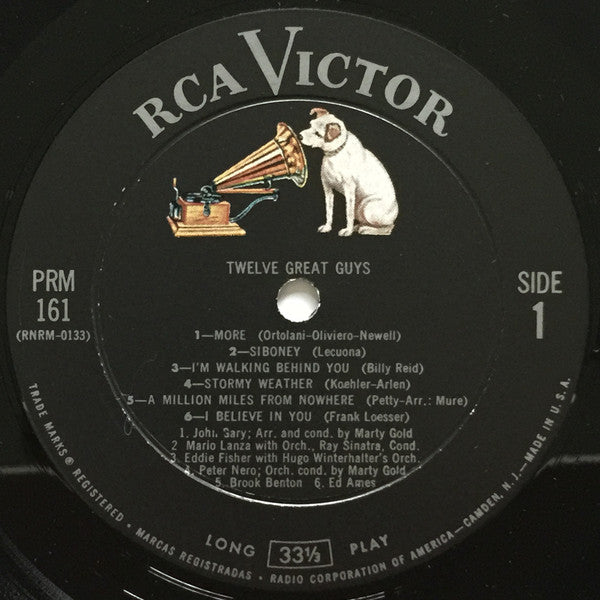 RCA VICTOR
TWELVE GREAT GUYS
PRM
161
(RNRM-0133)
SIDE
1
1—MORE (Ortolani-Oliviero-Newell)
2—SIBONEY (Lecuona)
3—I'M WALKING BEHIND YOU (Billy Reid)
4—STORMY WEATHER (Koehler-Arlen)
5—A MILLION MILES FROM NOWHERE (Petty-Arr.: Mure)
6—I BELIEVE IN YOU (Frank Loesser)
1. John Gary; Arr. and cond. by Marty Gold
2. Mario Lanza with Orch., Ray Sinatra, Cond.
3. Eddie Fisher with Hugo Winterhalter's Orch.
4. Peter Nero; Orch. cond. by Marty Gold
5. Brook Benton 6. Ed Ames
LONG 33⅓ PLAY
TRADE MARKS ® REGISTERED • MARCAS REGISTRADAS • RADIO CORPORATION OF AMERICA—CAMDEN, N. J.—MADE IN U.S.A.